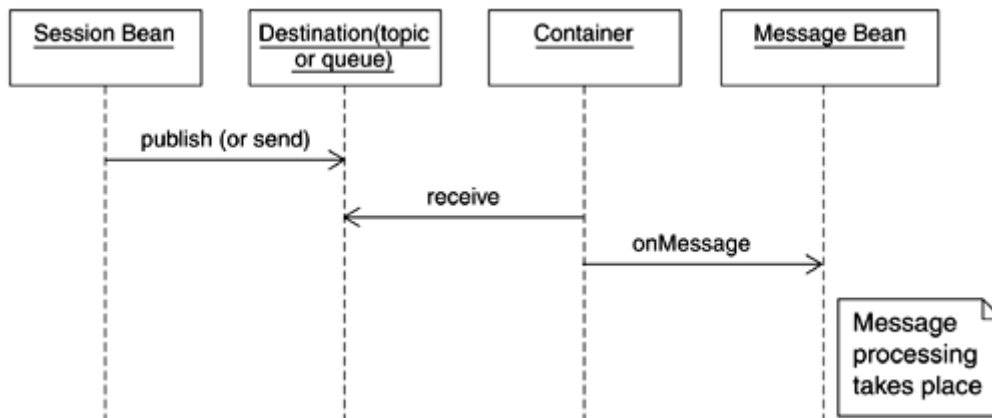 Session Bean
Destination(topic
or queue)
Container
Message Bean
publish (or send)
receive
onMessage
Message
processing
takes place